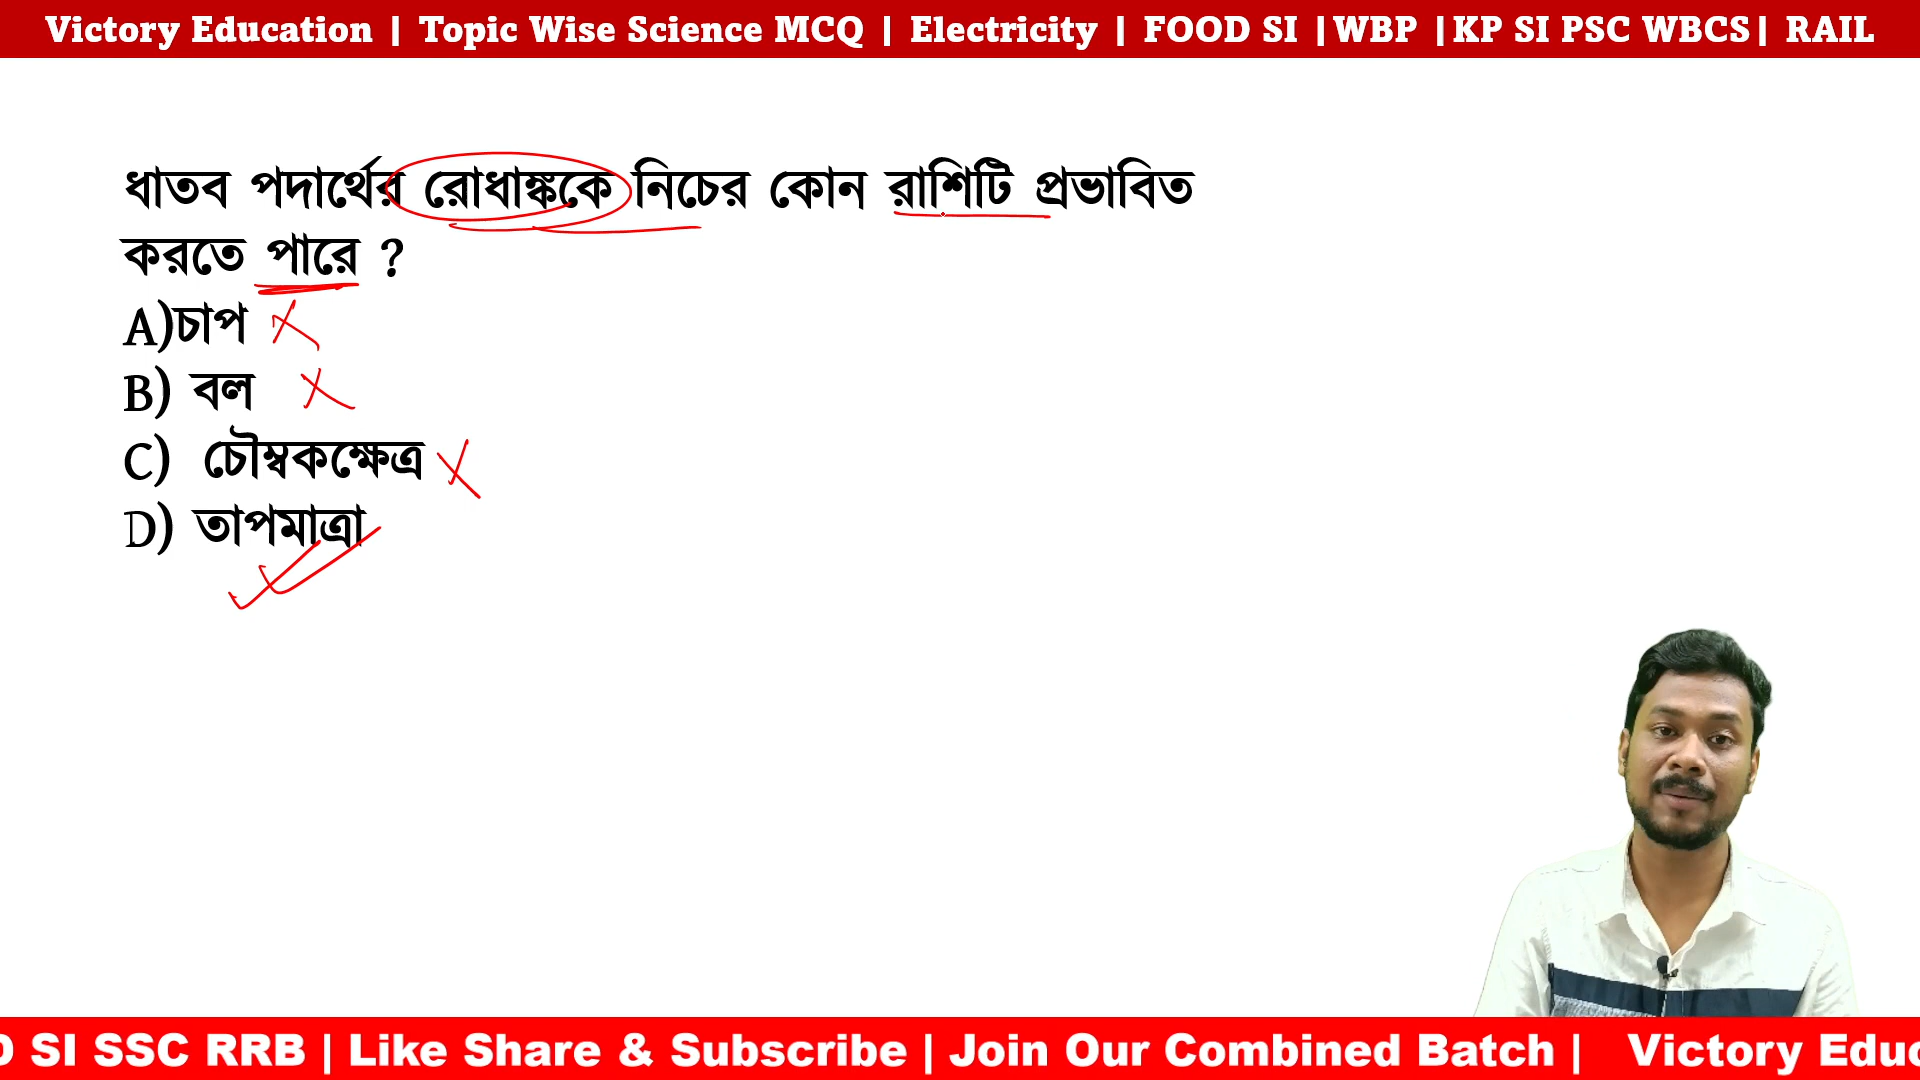 Victory Education | Topic Wise Science MCQ | Electricity | FOOD SI |WBP |KP SI PSC WBCS| RAIL
ধাতব পদার্থের রোধাঙ্ককে নিচের কোন রাশিটি প্রভাবিত
করতে পারে ?
A)চাপ
B) বল
C) চৌম্বকক্ষেত্র
D) তাপমাত্রা
SI SSC RRB | Like Share & Subscribe | Join Our Combined Batch | Victory